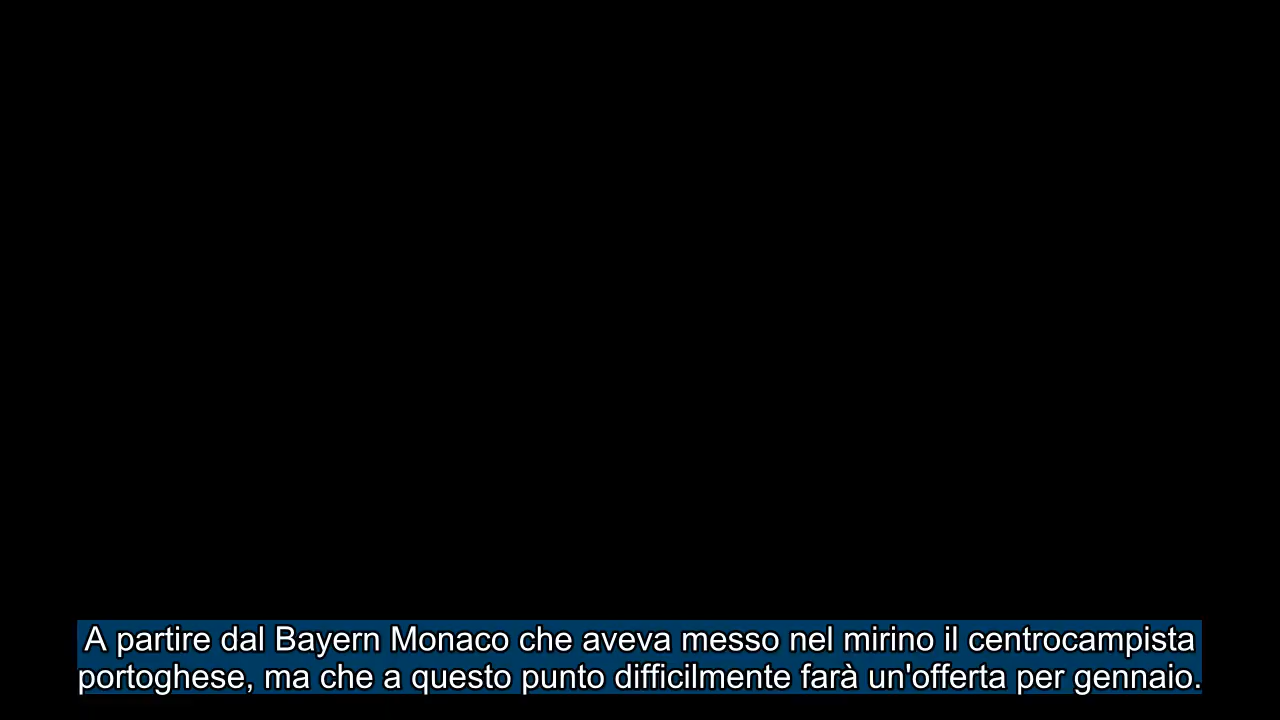 A partire dal Bayern Monaco che aveva messo nel mirino il centrocampista
portoghese, ma che a questo punto difficilmente farà un'offerta per gennaio.